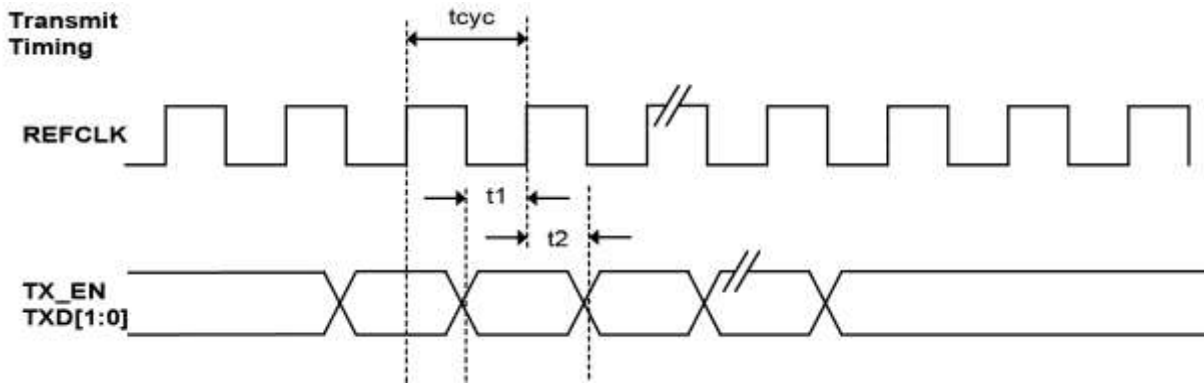 Transmit
Timing
tcyc
REFCLK
t1
t2
TX_EN
TXD[1:0]